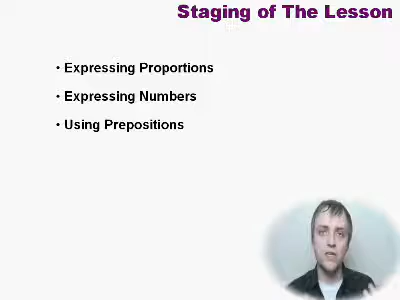 Staging of The Lesson
• Expressing Proportions
• Expressing Numbers
• Using Prepositions